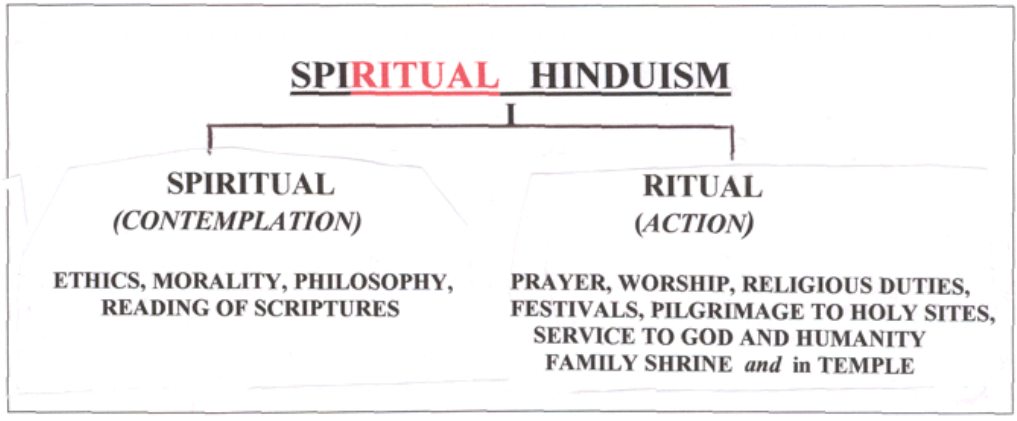 SPIRITUAL HINDUISM
SPIRITUAL
(CONTEMPLATION)
ETHICS, MORALITY, PHILOSOPHY,
READING OF SCRIPTURES
RITUAL
(ACTION)
PRAYER, WORSHIP, RELIGIOUS DUTIES,
FESTIVALS, PILGRIMAGE TO HOLY SITES,
SERVICE TO GOD AND HUMANITY
FAMILY SHRINE and in TEMPLE